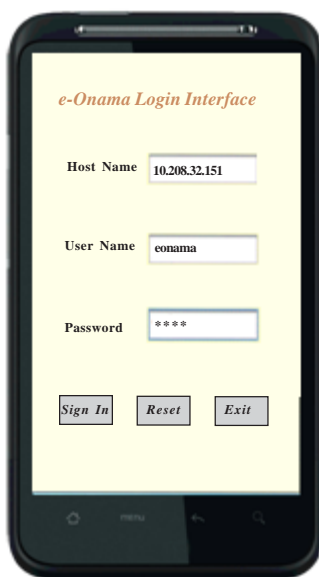 e-Onama Login Interface
Host Name 10.208.32.151
User Name eonama
Password ****
Sign In Reset Exit
menu